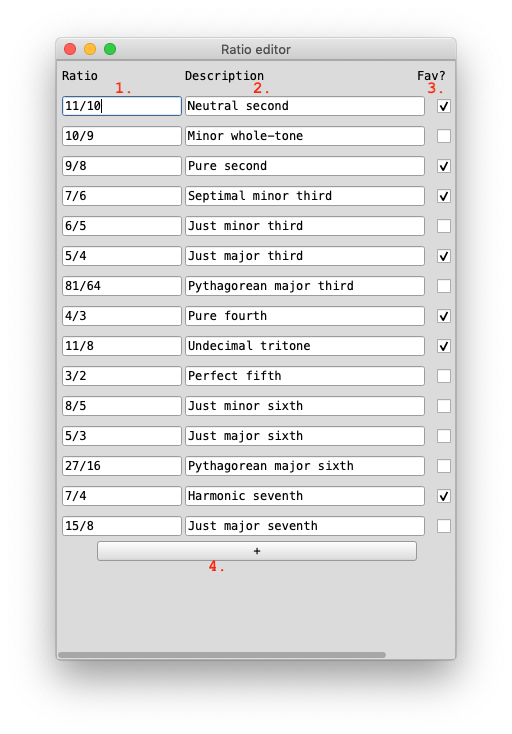 Ratio editor
Ratio Description Fav?
1. 2. 3.
11/10 Neutral second
10/9 Minor whole-tone
9/8 Pure second
7/6 Septimal minor third
6/5 Just minor third
5/4 Just major third
81/64 Pythagorean major third
4/3 Pure fourth
11/8 Undecimal tritone
3/2 Perfect fifth
8/5 Just minor sixth
5/3 Just major sixth
27/16 Pythagorean major sixth
7/4 Harmonic seventh
15/8 Just major seventh
+
4.